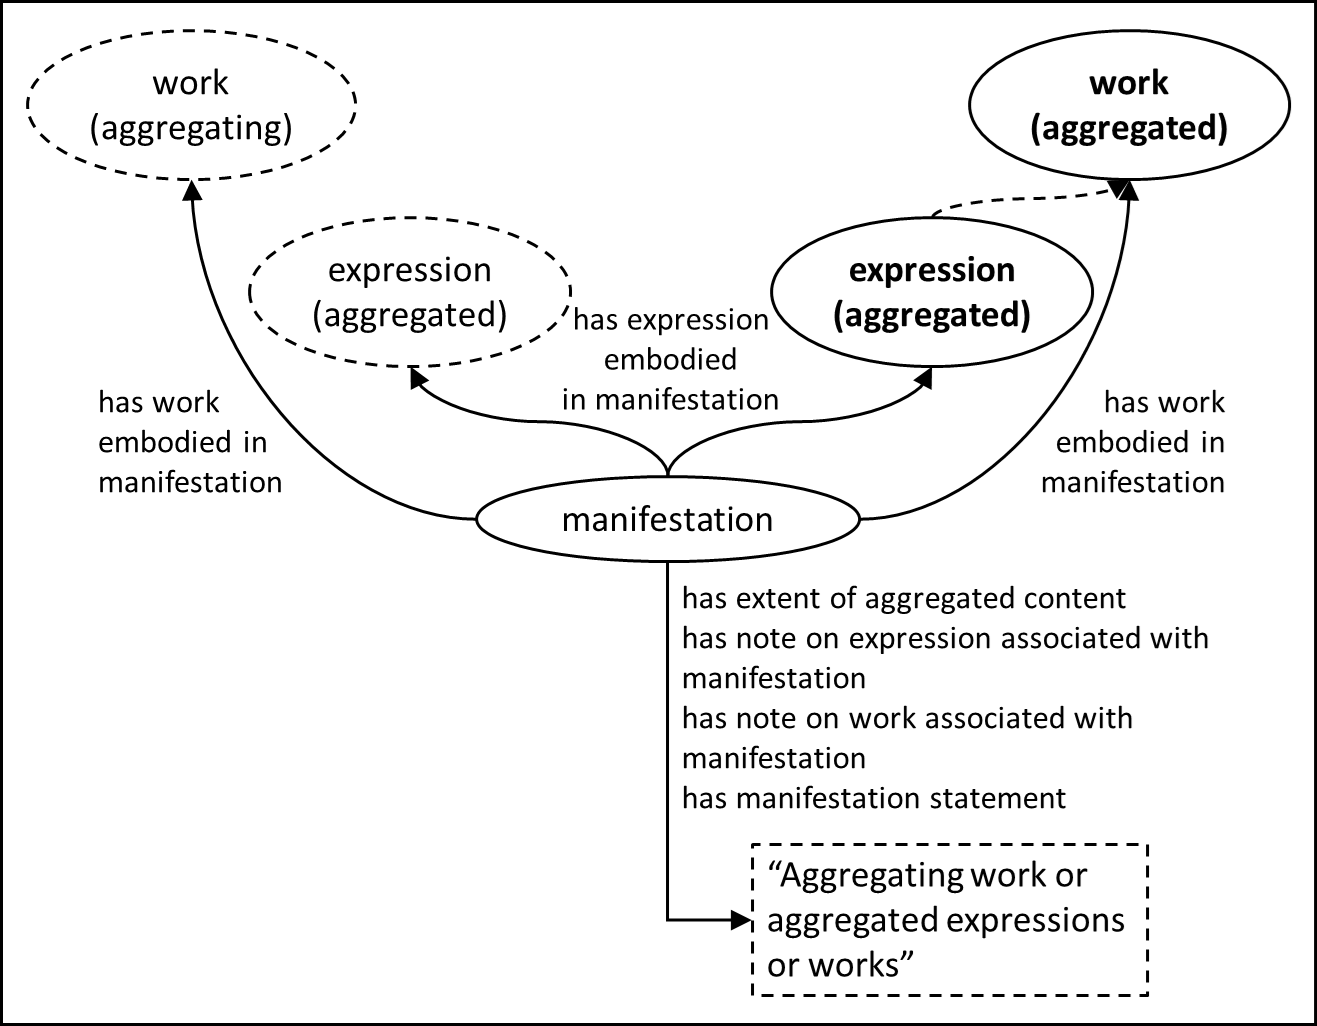 work
(aggregating)
work
(aggregated)
expression
(aggregated)
has expression
embodied
in manifestation
expression
(aggregated)
has work
embodied in
manifestation
has work
embodied in
manifestation
manifestation
has extent of aggregated content
has note on expression associated with
manifestation
has note on work associated with
manifestation
has manifestation statement
“Aggregating work or
aggregated expressions
or works”